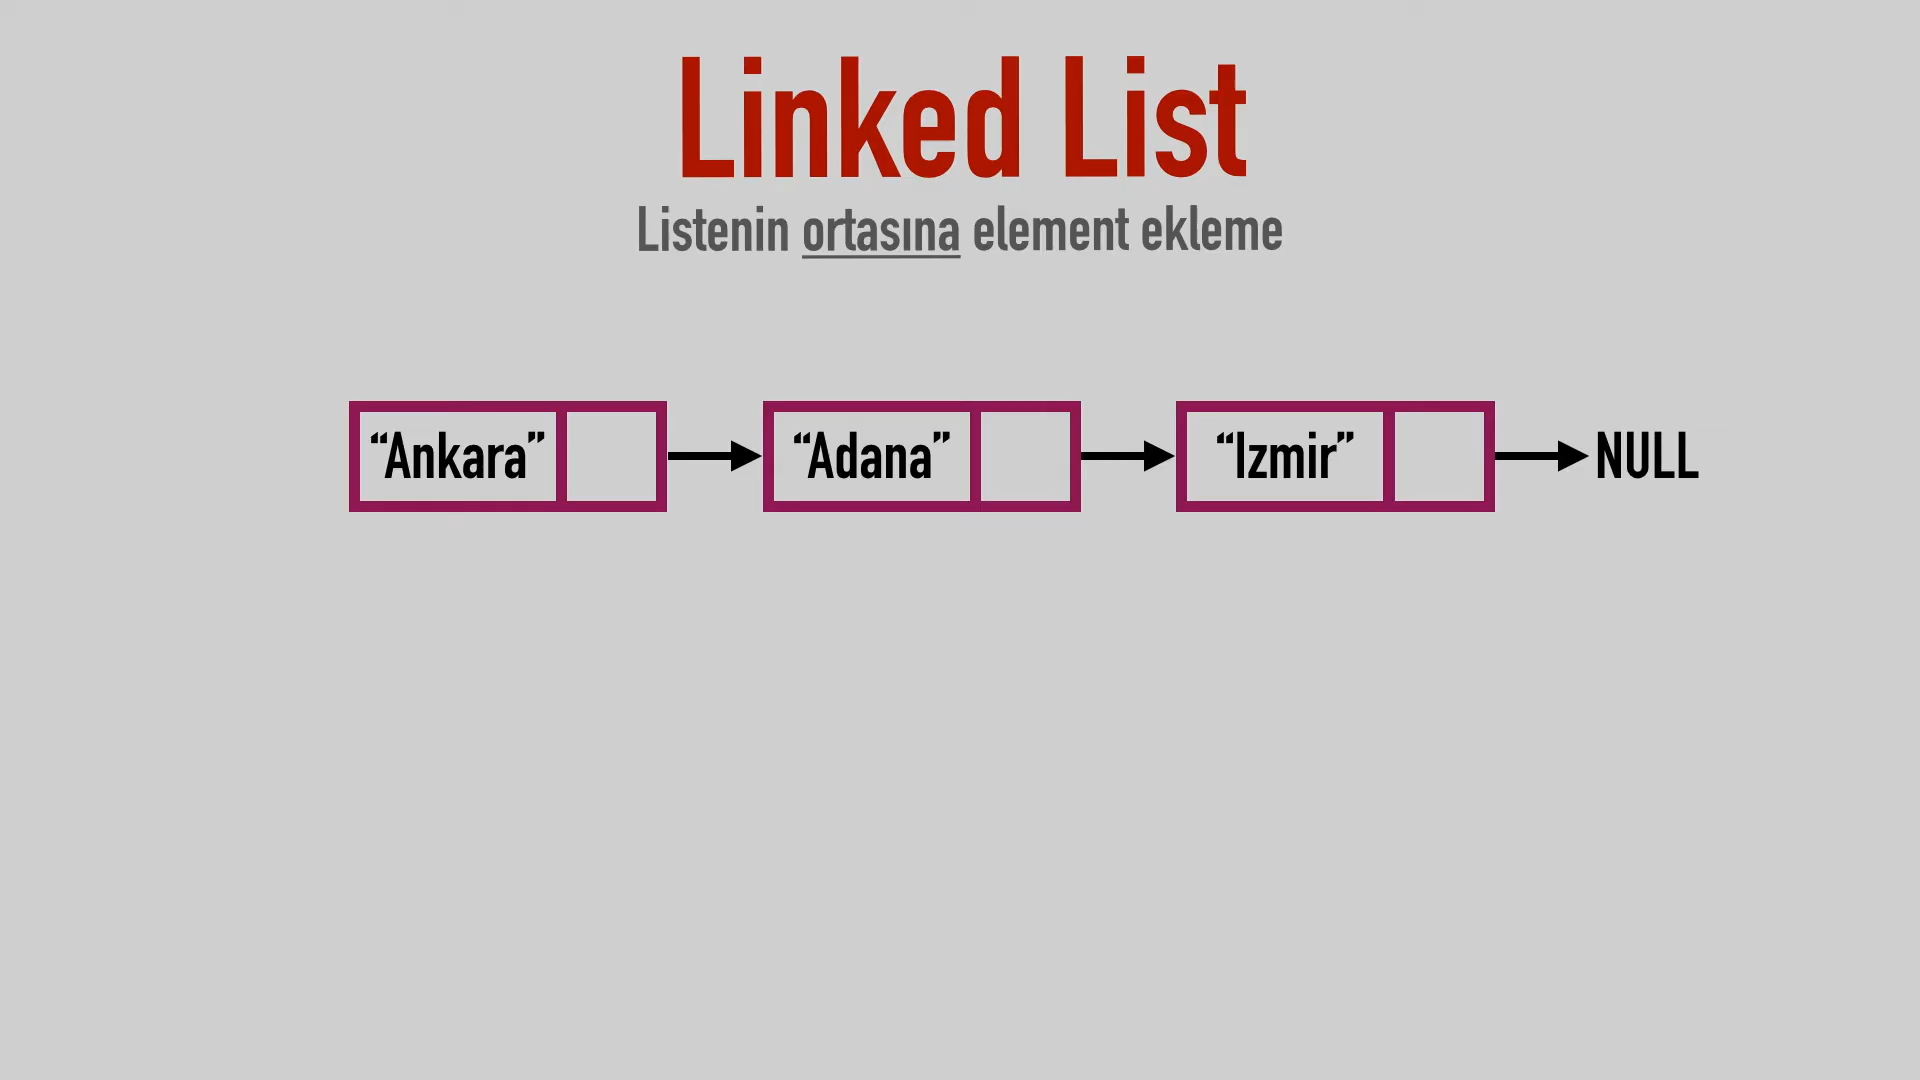 Linked List
Listenin ortasına element ekleme
“Ankara” “Adana” “Izmir” NULL